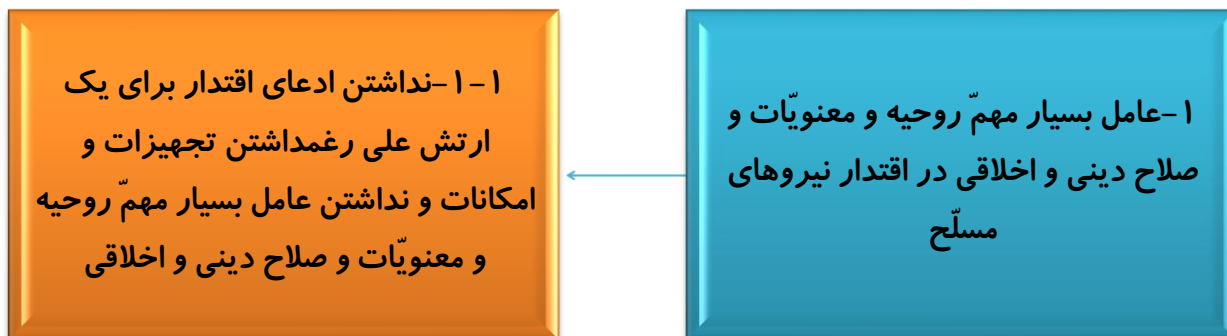 ۱-عامل بسیار مهمّ روحیه و معنویّات و
صلاح دینی و اخلاقی در اقتدار نیروهای
مسلّح
۱-۱-نداشتن ادعای اقتدار برای یک
ارتش علی رغمداشتن تجهیزات و
امکانات و نداشتن عامل بسیار مهمّ روحیه
و معنویّات و صلاح دینی و اخلاقی